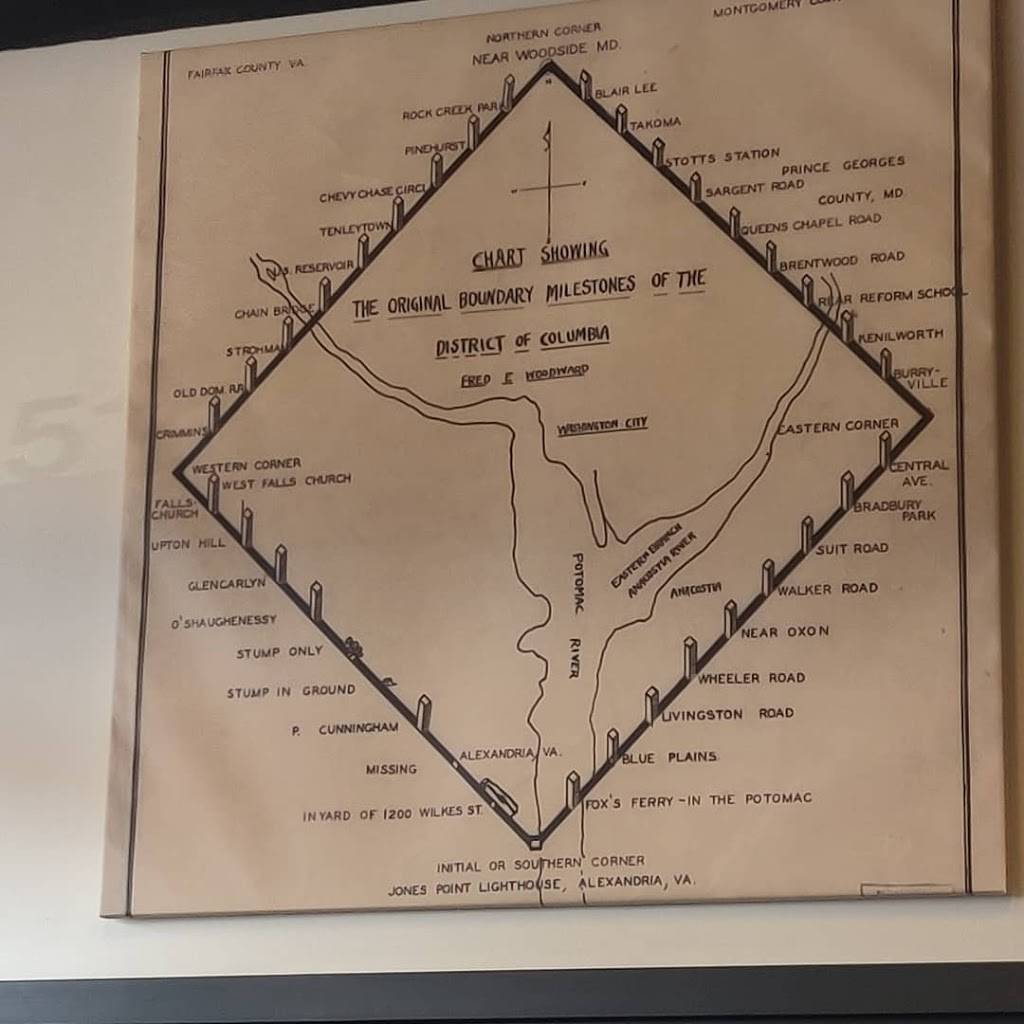 NORTHERN CORNER
NEAR WOODSIDE MD.
FAIRFAX COUNTY VA.
MONTGOMERY
BLAIR LEE
ROCK CREEK PAR
TAKOMA
PINEHURST
STOTTS STATION
PRINCE GEORGES
COUNTY, MD
CHEVY CHASE CIRCL
SARGENT ROAD
TENLEYTOWN
QUEENS CHAPEL ROAD
CHART SHOWING
THE ORIGINAL BOUNDARY MILESTONES OF THE
DISTRICT OF COLUMBIA
FRED E WOODWARD
U.S. RESERVOIR
BRENTWOOD ROAD
CHAIN BRIDGE
REAR REFORM SCHOOL
STROHMA
KENILWORTH
OLD DOM. RR
BURRY-
VILLE
CRIMMINS
WASHINGTON CITY
EASTERN CORNER
WESTERN CORNER
WEST FALLS CHURCH
CENTRAL
AVE.
FALLS-
CHURCH
BRADBURY
PARK
UPTON HILL
SUIT ROAD
EASTERN BRANCH
ANACOSTIA RIVER
GLENCARLYN
ANACOSTIA
WALKER ROAD
POTOMAC RIVER
O'SHAUGHENESSY
NEAR OXON
STUMP ONLY
WHEELER ROAD
STUMP IN GROUND
LIVINGSTON ROAD
P. CUNNINGHAM
ALEXANDRIA, VA.
BLUE PLAINS
MISSING
IN YARD OF 1200 WILKES ST.
FOX'S FERRY - IN THE POTOMAC
INITIAL OR SOUTHERN CORNER
JONES POINT LIGHTHOUSE, ALEXANDRIA, VA.